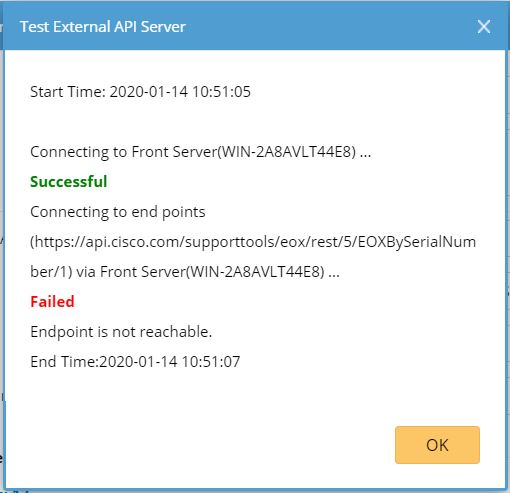 Test External API Server
Start Time: 2020-01-14 10:51:05
Connecting to Front Server(WIN-2A8AVLT44E8) ...
Successful
Connecting to end points
(https://api.cisco.com/supporttools/eox/rest/5/EOXBySerialNum
ber/1) via Front Server(WIN-2A8AVLT44E8) ...
Failed
Endpoint is not reachable.
End Time:2020-01-14 10:51:07
OK